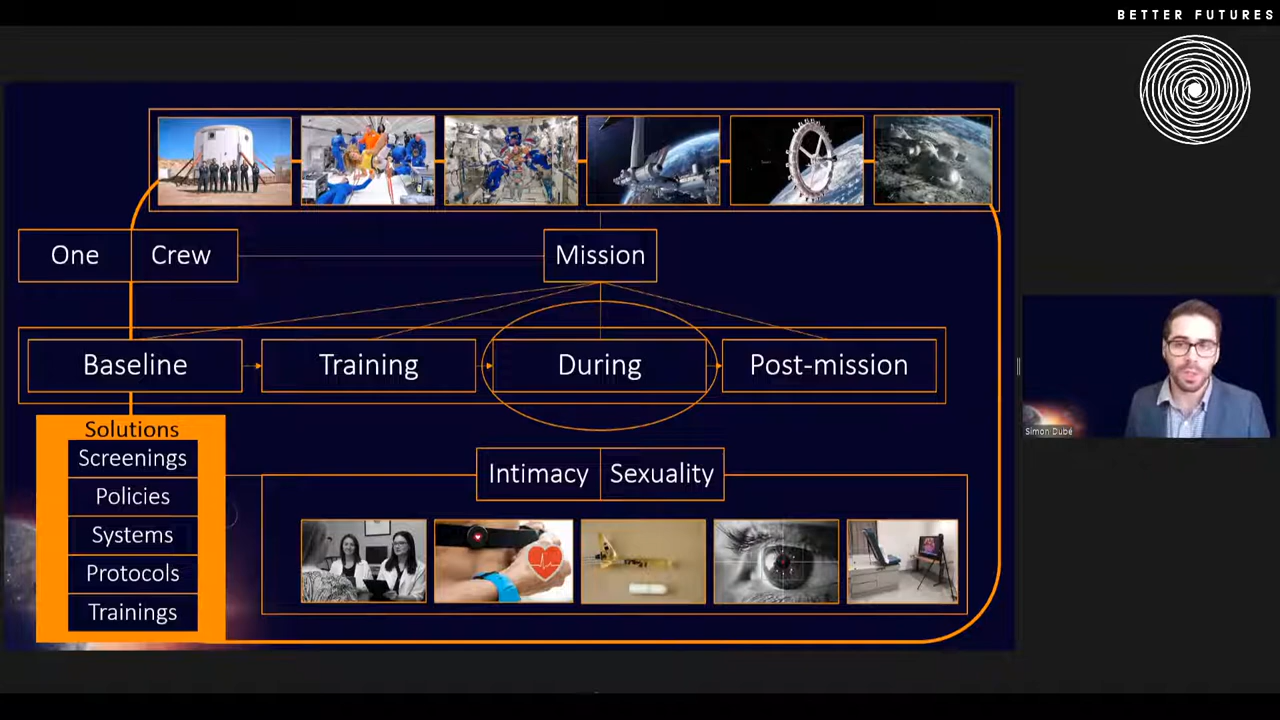 BETTER FUTURES
One
Crew
Mission
Baseline
Training
During
Post-mission
Solutions
Screenings
Policies
Systems
Protocols
Trainings
Intimacy
Sexuality
Simon Dubé